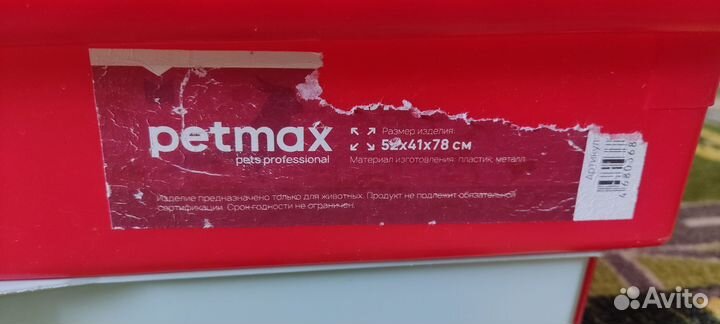 petmax
pets professional
Размер изделия:
52x41x78 см
Материал изготовления: пластик, металл
Изделие предназначено только для животных. Продукт не подлежит обязательной
сертификации. Срок годности не ограничен.
Артикул:
Avito